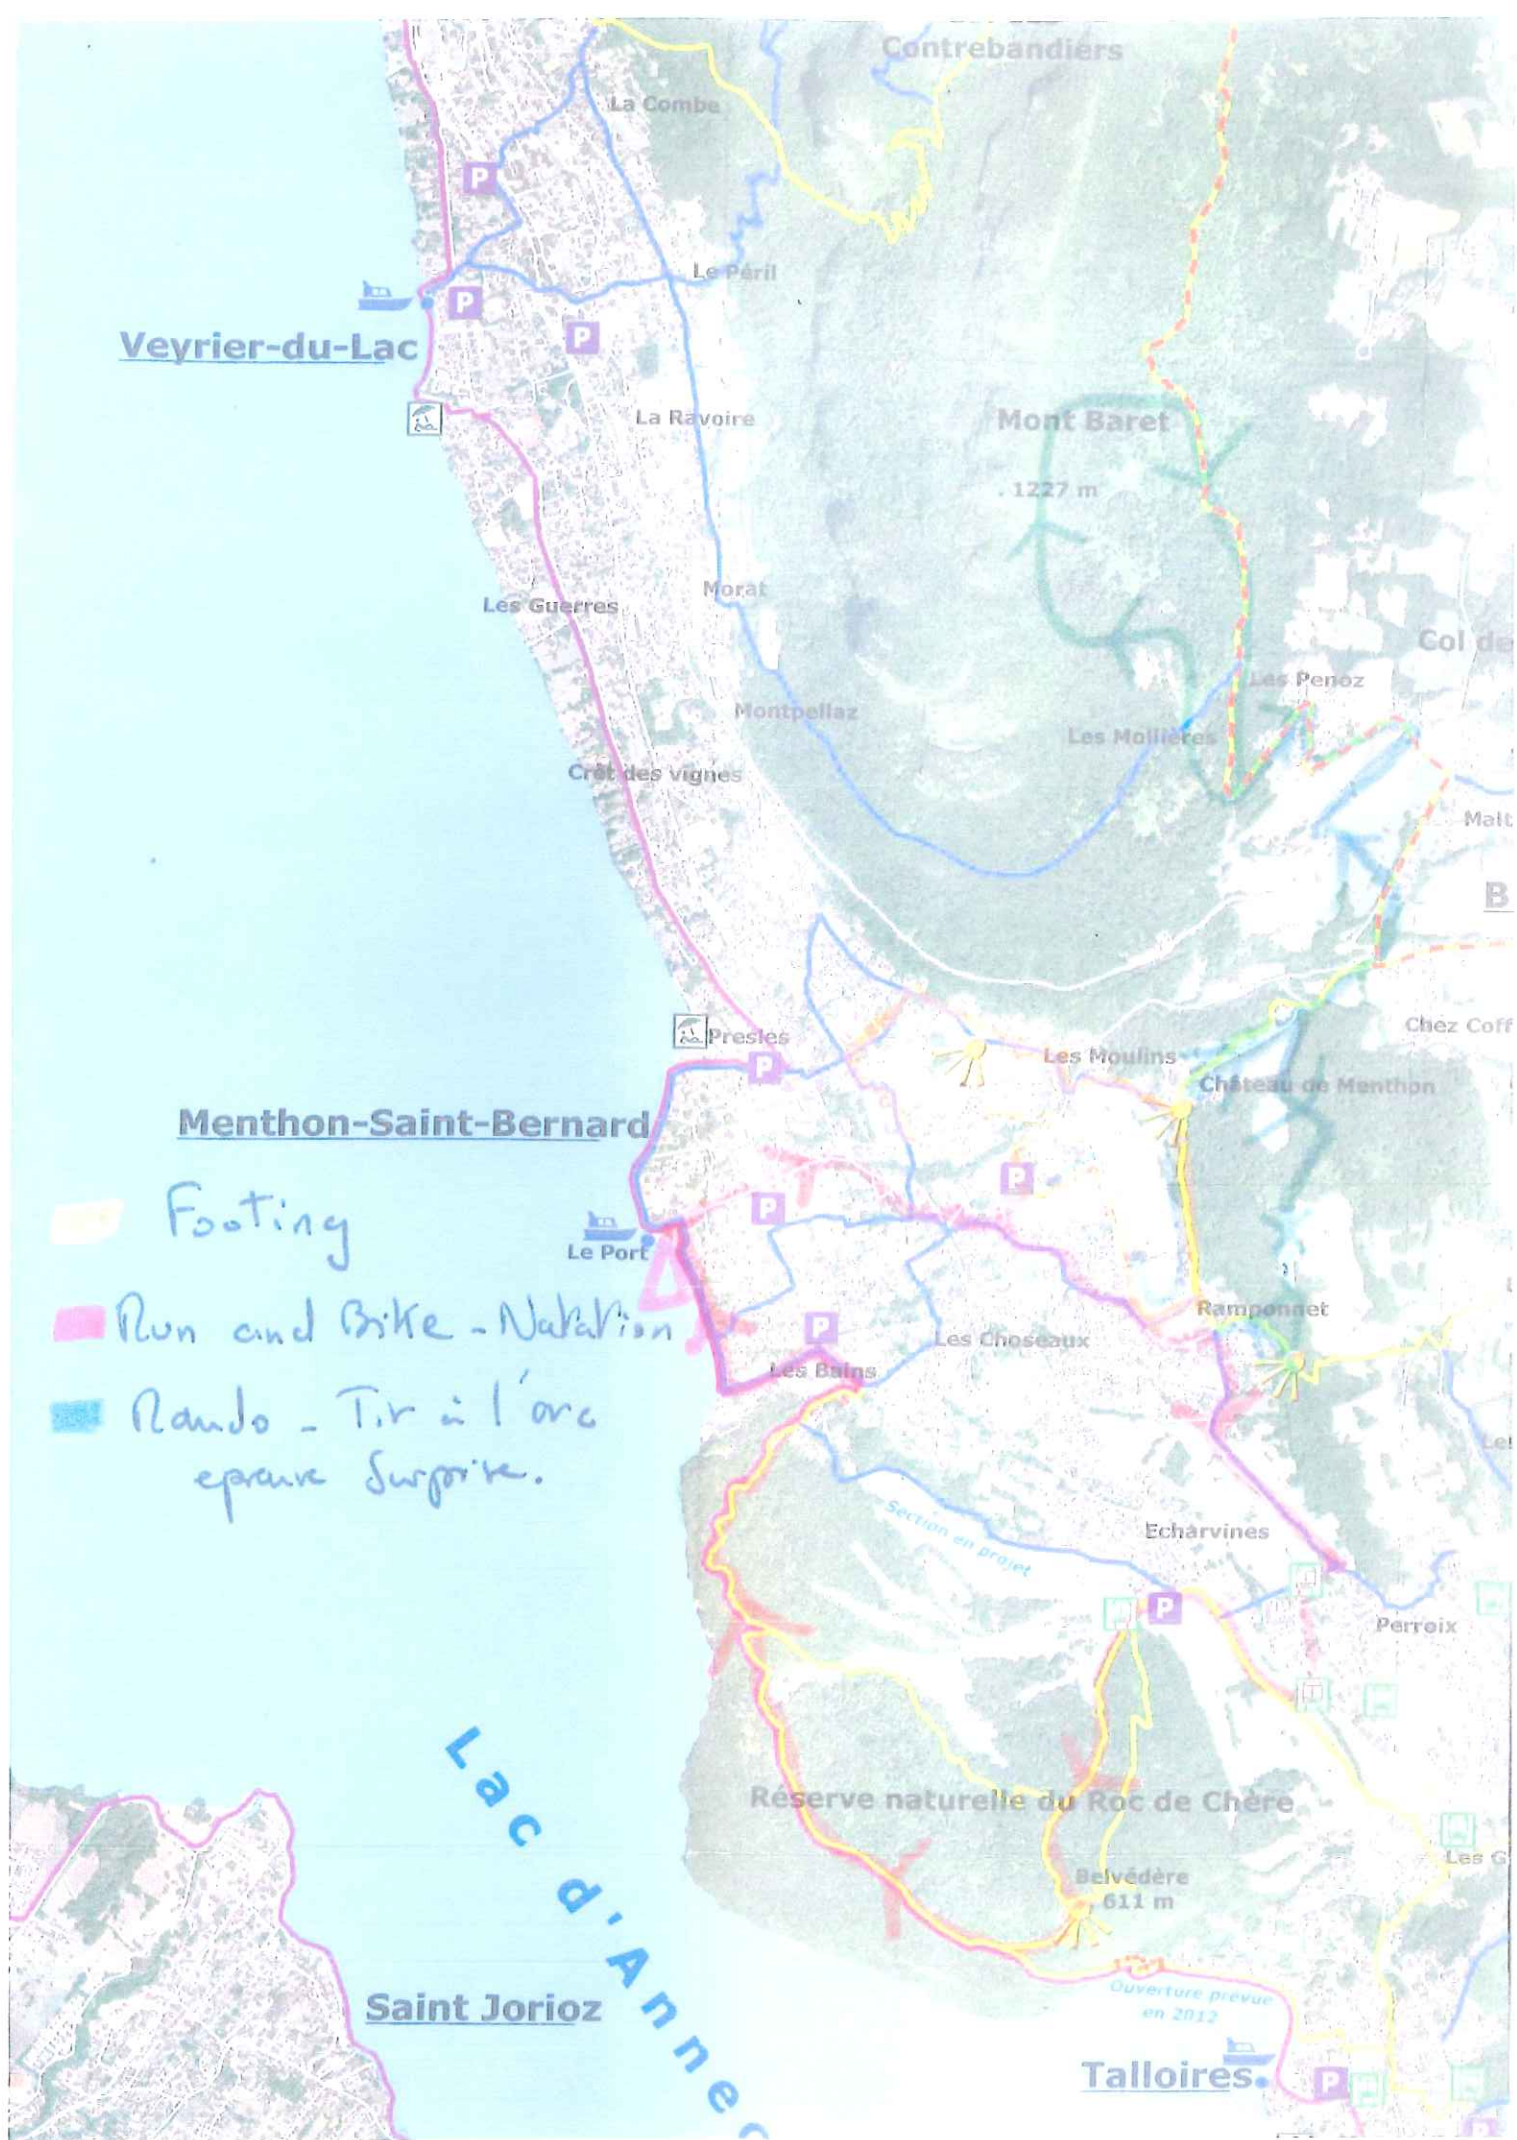 Contrebandiers
La Combe
P
Le Péril
P
P
Veyrier-du-Lac
La Ravoire
Mont Baret
. 1227 m
Morat
Les Guerres
Col de
Les Penoz
Montpellaz
Les Mollières
Crêt des vignes
Malt
B
Chez Coff
Presles
P
Les Moulins
Château de Menthon
Menthon-Saint-Bernard
P
P
Footing
Le Port
Ramponnet
Run and Bike - Natation
P
Les Choseaux
Les Bains
Rando - Tir à l'arc
epreuve Surprise.
Section en projet
Echarvines
P
Perroix
Lac d'Annec
Réserve naturelle du Roc de Chère
Les G
Belvédère
. 611 m
Ouverture prévue
en 2012
Saint Jorioz
Talloires
P
P